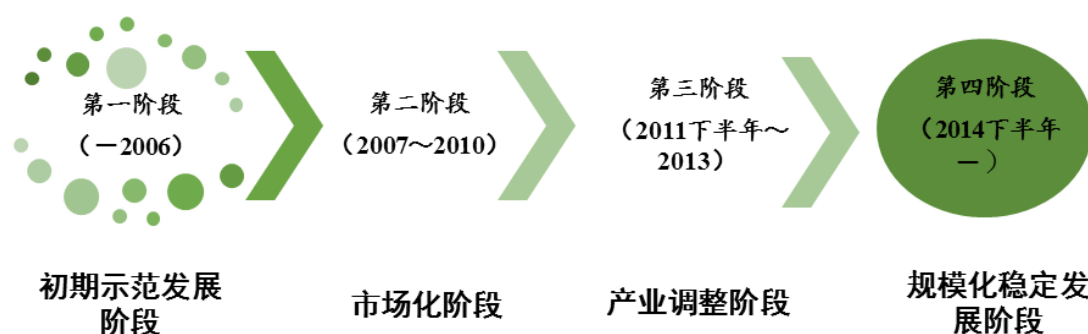 第一阶段
（－2006）
第二阶段
（2007～2010）
第三阶段
（2011下半年～
2013）
第四阶段
（2014下半年
－）
初期示范发展
阶段
市场化阶段
产业调整阶段
规模化稳定发
展阶段